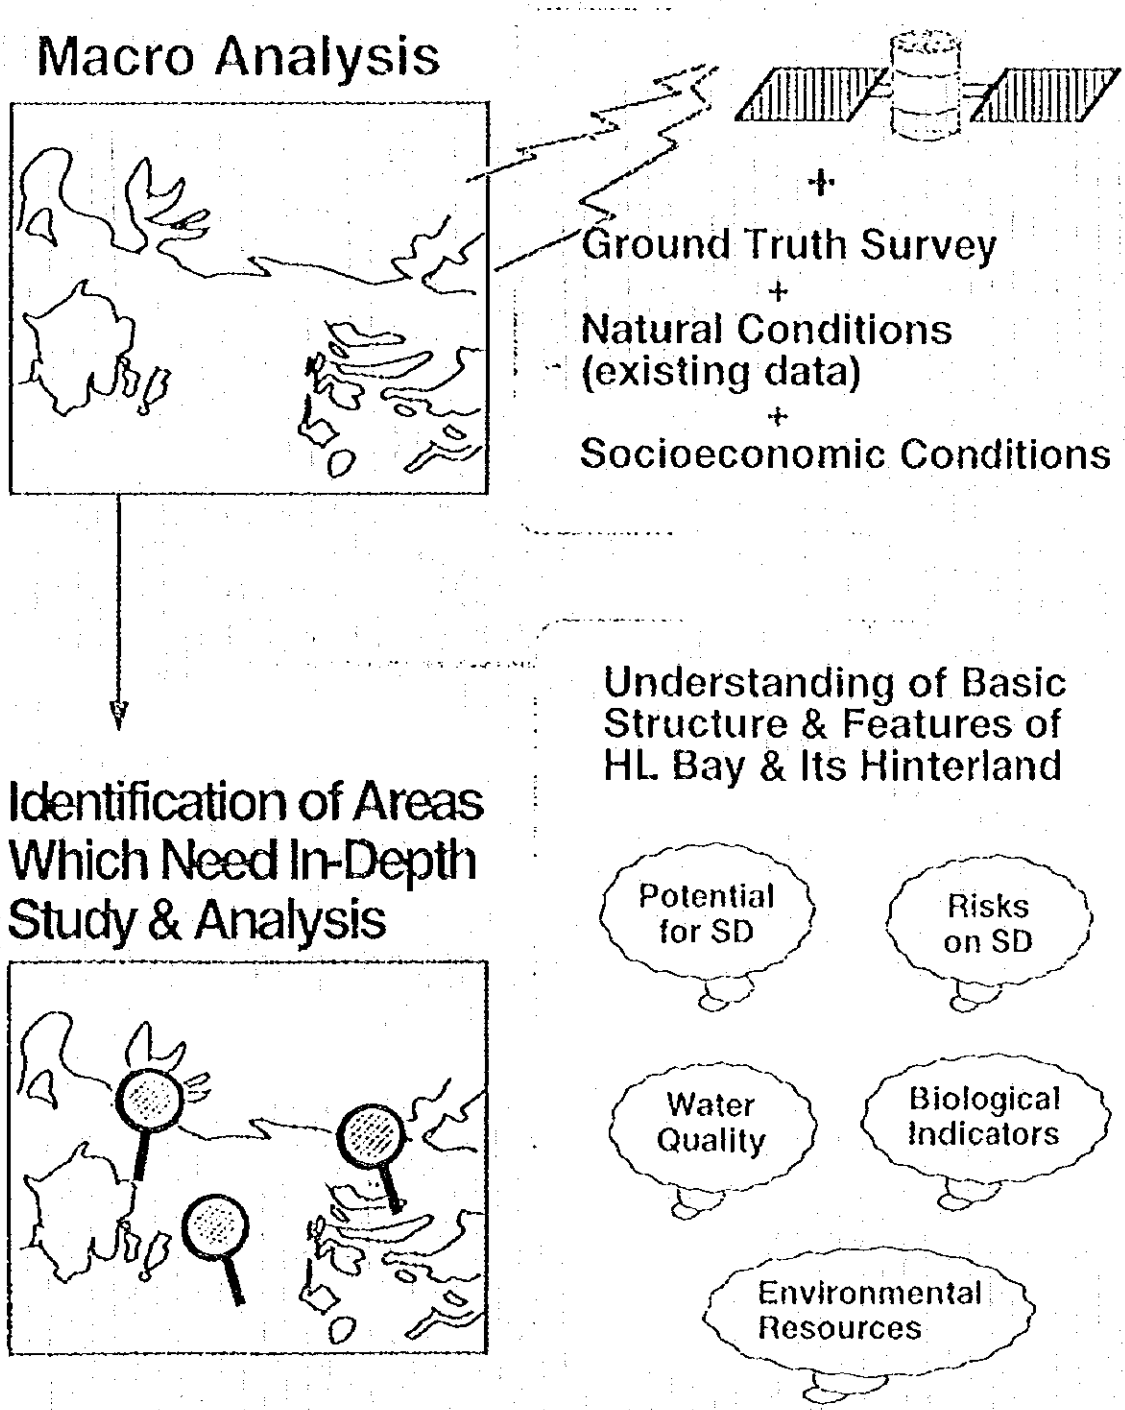 Macro Analysis
+
Ground Truth Survey
+
Natural Conditions
(existing data)
+
Socioeconomic Conditions
Identification of Areas
Which Need In-Depth
Study & Analysis
Understanding of Basic
Structure & Features of
HL Bay & Its Hinterland
Potential
for SD
Risks
on SD
Water
Quality
Biological
Indicators
Environmental
Resources